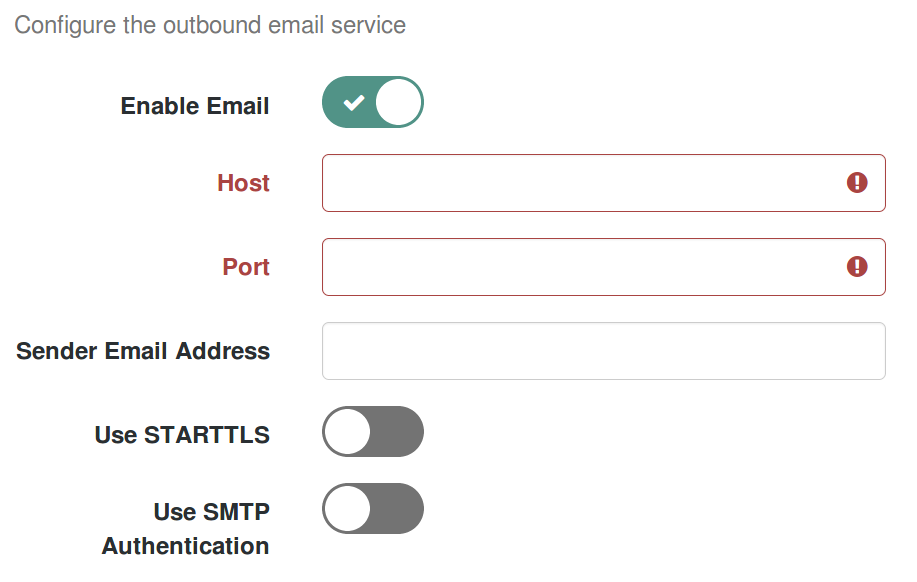 Configure the outbound email service
Enable Email
Host
Port
Sender Email Address
Use STARTTLS
Use SMTP
Authentication